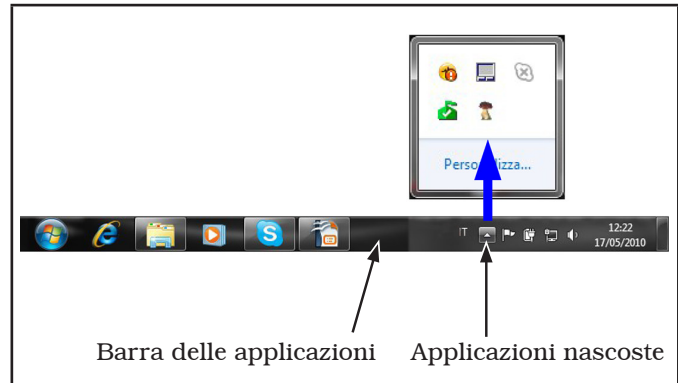 Personalizza...
IT
12:22
17/05/2010
Barra delle applicazioni
Applicazioni nascoste